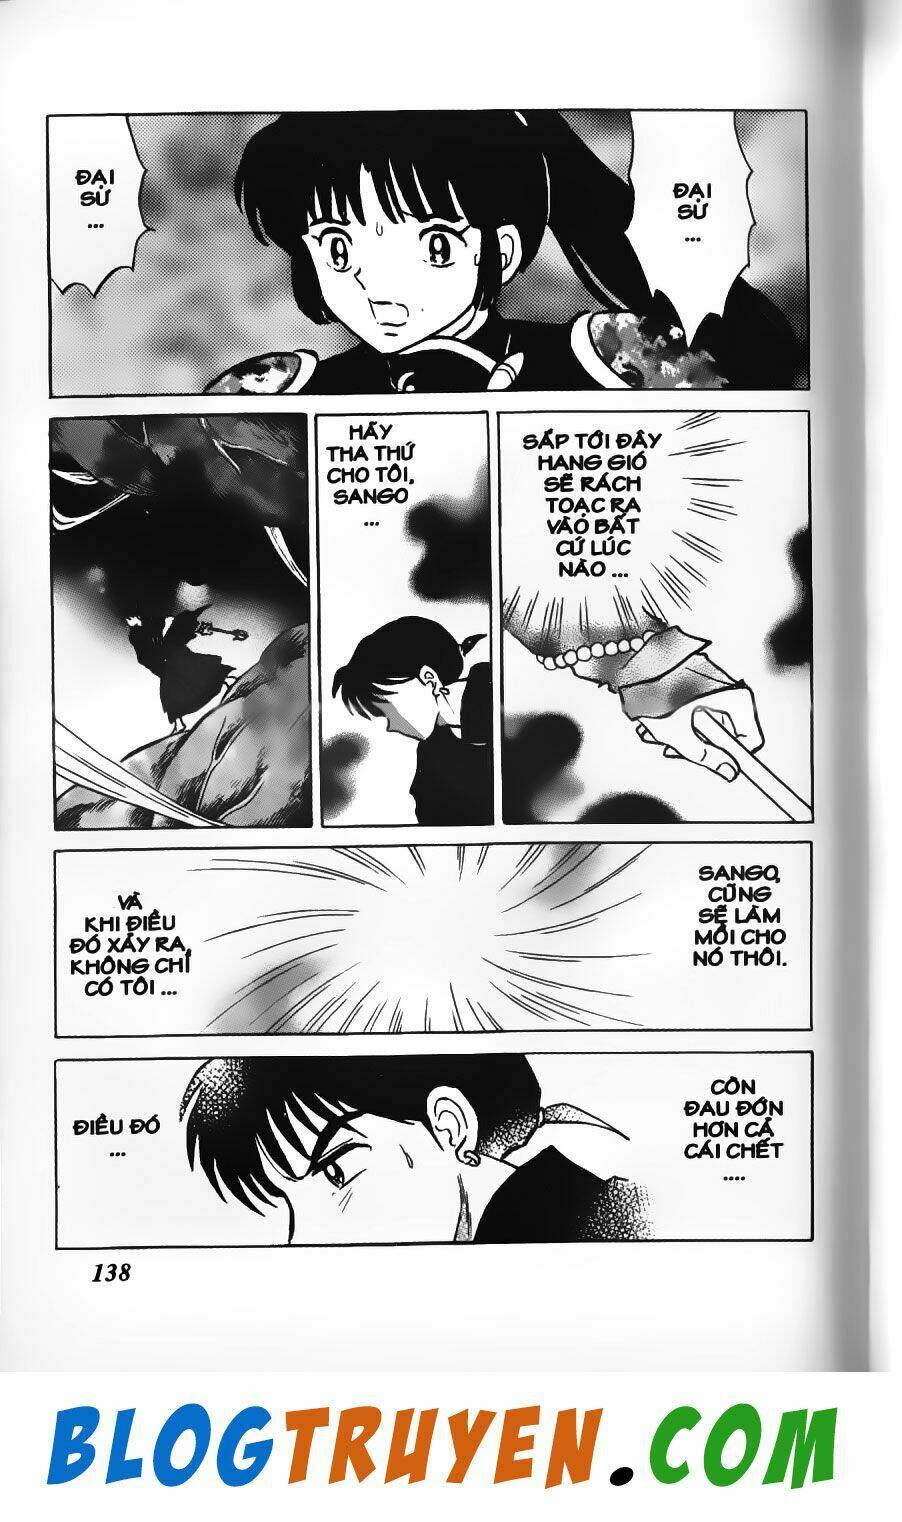 ĐẠI
SƯ
...
ĐẠI
SƯ
...
SẮP TỚI ĐÂY
HANG GIÓ
SẼ RÁCH
TOẠC RA
VÀO BẤT
CỨ LÚC
NÀO ...
HÃY
THA THỨ
CHO TÔI,
SANGO
...
SANGO,
CŨNG
SẼ LÀM
MỒI CHO
NÓ THÔI.
VÀ
KHI ĐIỀU
ĐÓ XẢY RA,
KHÔNG CHỈ
CÓ TÔI ...
CÒN
ĐAU ĐỚN
HƠN CẢ
CÁI CHẾT
....
ĐIỀU ĐÓ
...
138
BLOGTRUYEN.COM